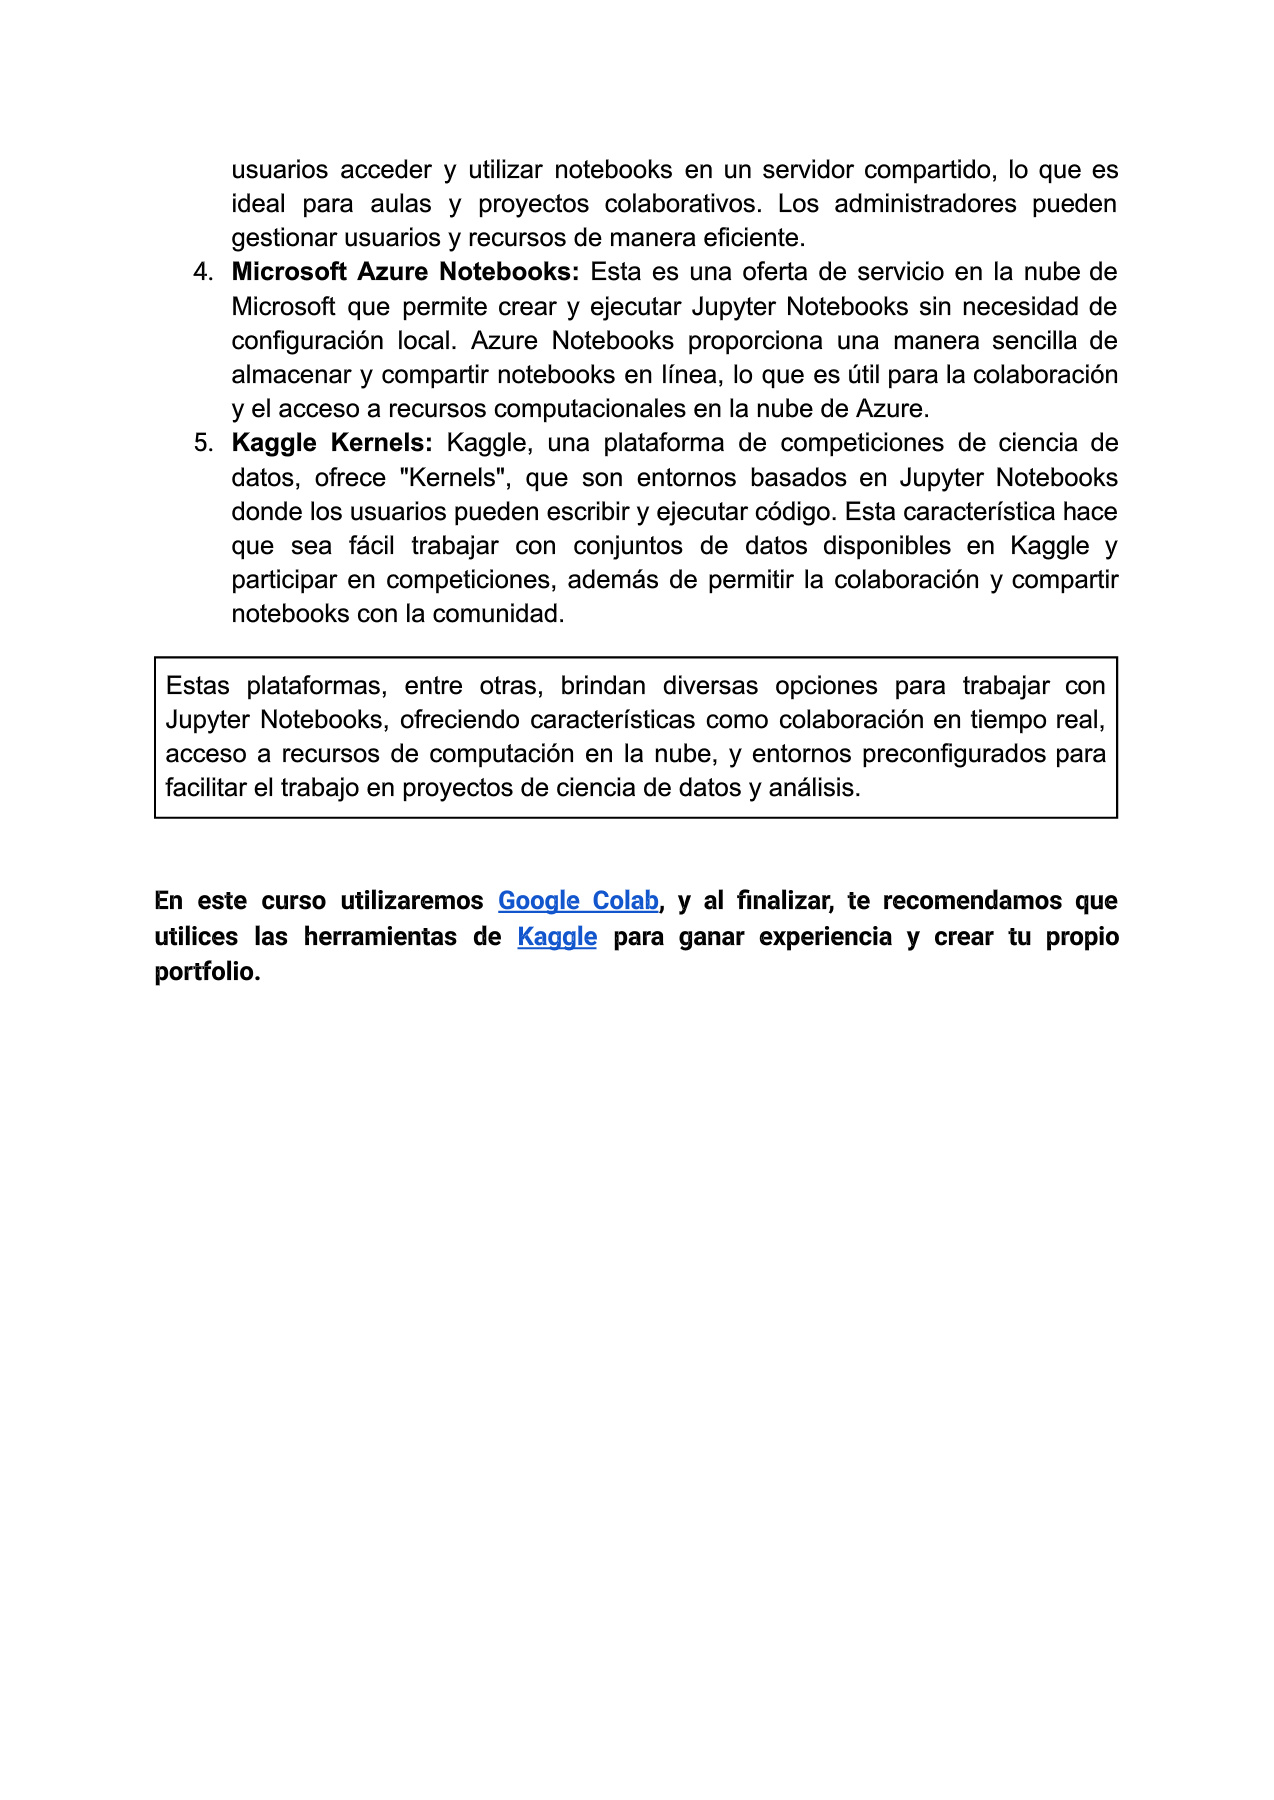 usuarios acceder y utilizar notebooks en un servidor compartido, lo que es
ideal para aulas y proyectos colaborativos. Los administradores pueden
gestionar usuarios y recursos de manera eficiente.
4. Microsoft Azure Notebooks: Esta es una oferta de servicio en la nube de
Microsoft que permite crear y ejecutar Jupyter Notebooks sin necesidad de
configuración local. Azure Notebooks proporciona una manera sencilla de
almacenar y compartir notebooks en línea, lo que es útil para la colaboración
y el acceso a recursos computacionales en la nube de Azure.
5. Kaggle Kernels: Kaggle, una plataforma de competiciones de ciencia de
datos, ofrece "Kernels", que son entornos basados en Jupyter Notebooks
donde los usuarios pueden escribir y ejecutar código. Esta característica hace
que sea fácil trabajar con conjuntos de datos disponibles en Kaggle y
participar en competiciones, además de permitir la colaboración y compartir
notebooks con la comunidad.
Estas plataformas, entre otras, brindan diversas opciones para trabajar con
Jupyter Notebooks, ofreciendo características como colaboración en tiempo real,
acceso a recursos de computación en la nube, y entornos preconfigurados para
facilitar el trabajo en proyectos de ciencia de datos y análisis.
En este curso utilizaremos Google Colab, y al finalizar, te recomendamos que
utilices las herramientas de Kaggle para ganar experiencia y crear tu propio
portfolio.